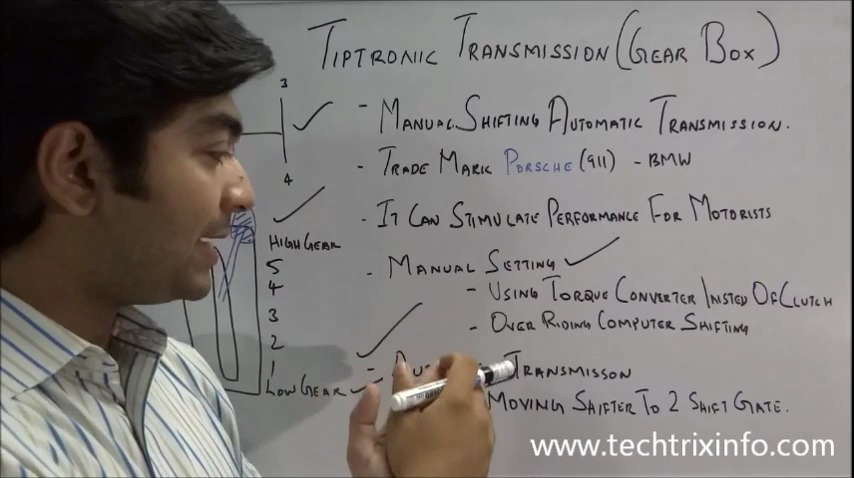 TIPTRONIC TRANSMISSION (GEAR BOX)
3
4
- MANUAL SHIFTING AUTOMATIC TRANSMISSION.
- TRADE MARK PORSCHE (911) - BMW
- IT CAN STIMULATE PERFORMANCE FOR MOTORISTS
HIGH GEAR
5
4
3
2
1
LOW GEAR
- MANUAL SETTING
- USING TORQUE CONVERTER INSTED OF CLUTCH
- OVER RIDING COMPUTER SHIFTING
TRANSMISSON
MOVING SHIFTER TO 2 SHIFT GATE.
www.techtrixinfo.com